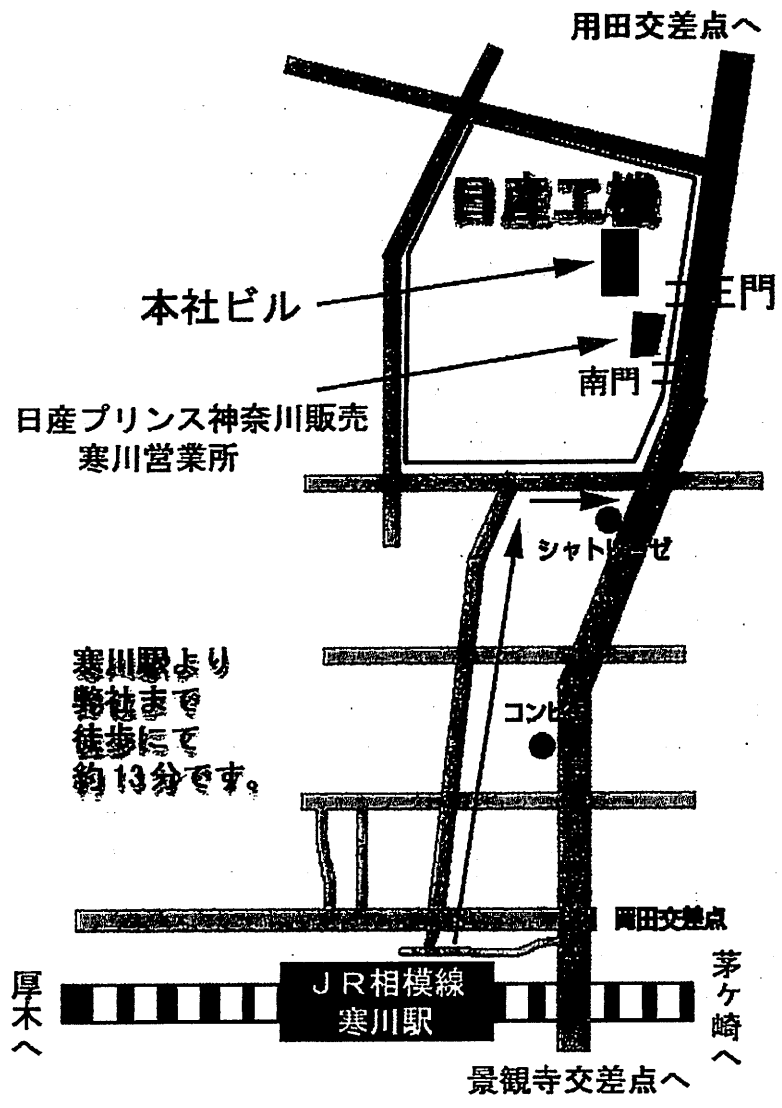 用田交差点へ
日産工機
本社ビル
門
南門
日産プリンス神奈川販売
寒川営業所
寒川駅より
弊社まで
徒歩にて
約13分です。
コンビ
岡田交差点
JR相模線
寒川駅
厚木へ
茅ヶ崎へ
景観寺交差点へ